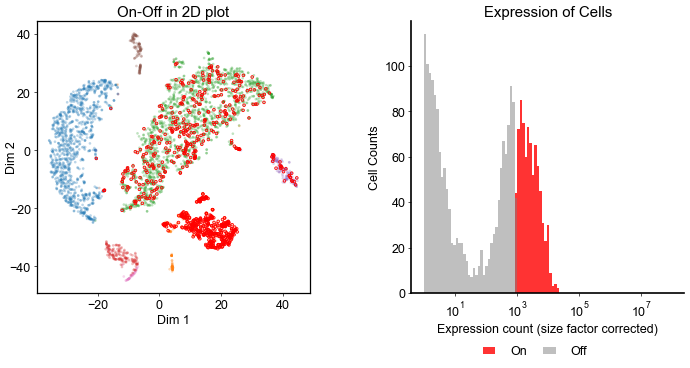 On-Off in 2D plot
40
20
0
−20
−40
Dim 2
−20
0
20
40
Dim 1
Expression of Cells
100
80
60
40
20
0
Cell Counts
10^1
10^3
10^5
10^7
Expression count (size factor corrected)
On
Off